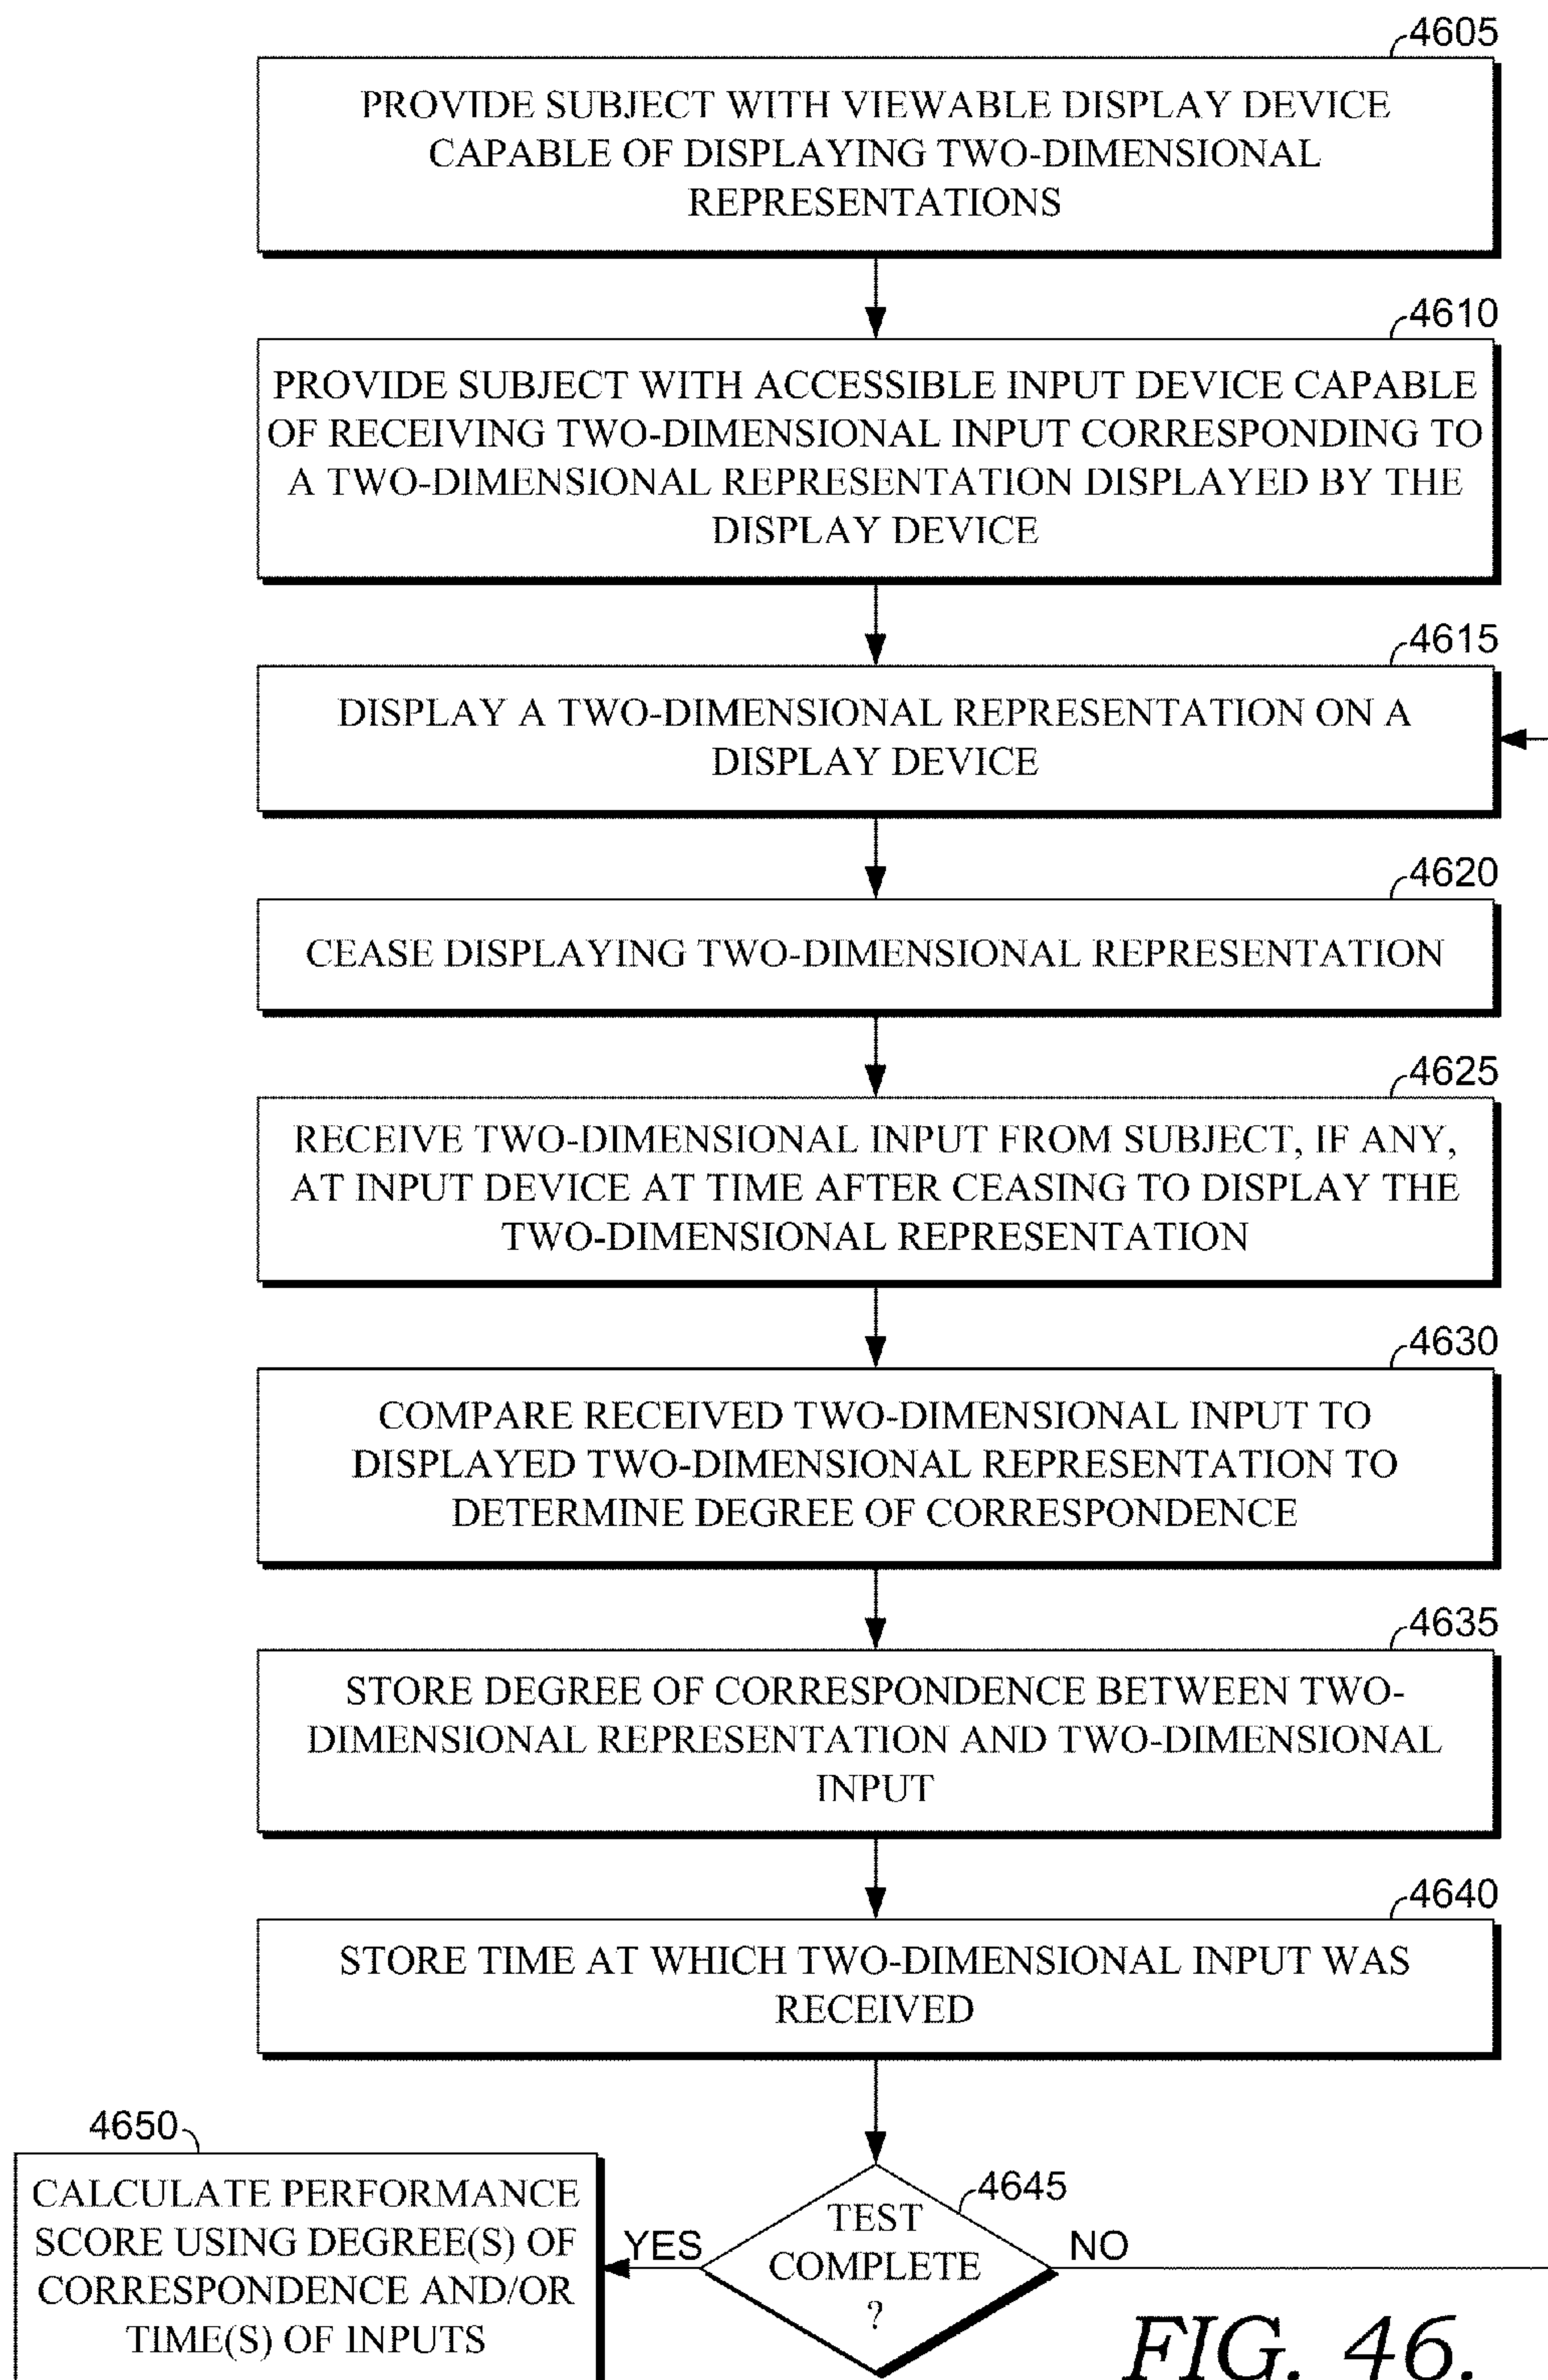 4605
PROVIDE SUBJECT WITH VIEWABLE DISPLAY DEVICE
CAPABLE OF DISPLAYING TWO-DIMENSIONAL
REPRESENTATIONS
4610
PROVIDE SUBJECT WITH ACCESSIBLE INPUT DEVICE CAPABLE
OF RECEIVING TWO-DIMENSIONAL INPUT CORRESPONDING TO
A TWO-DIMENSIONAL REPRESENTATION DISPLAYED BY THE
DISPLAY DEVICE
4615
DISPLAY A TWO-DIMENSIONAL REPRESENTATION ON A
DISPLAY DEVICE
4620
CEASE DISPLAYING TWO-DIMENSIONAL REPRESENTATION
4625
RECEIVE TWO-DIMENSIONAL INPUT FROM SUBJECT, IF ANY,
AT INPUT DEVICE AT TIME AFTER CEASING TO DISPLAY THE
TWO-DIMENSIONAL REPRESENTATION
4630
COMPARE RECEIVED TWO-DIMENSIONAL INPUT TO
DISPLAYED TWO-DIMENSIONAL REPRESENTATION TO
DETERMINE DEGREE OF CORRESPONDENCE
4635
STORE DEGREE OF CORRESPONDENCE BETWEEN TWO-
DIMENSIONAL REPRESENTATION AND TWO-DIMENSIONAL
INPUT
4640
STORE TIME AT WHICH TWO-DIMENSIONAL INPUT WAS
RECEIVED
4645
TEST
COMPLETE
?
YES
NO
4650
CALCULATE PERFORMANCE
SCORE USING DEGREE(S) OF
CORRESPONDENCE AND/OR
TIME(S) OF INPUTS
FIG. 46.